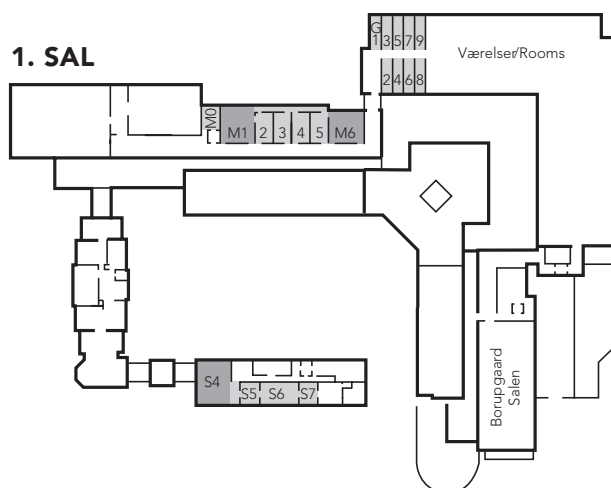 1. SAL
G
1 3 5 7 9
Værelser/Rooms
2 4 6 8
M0
M1 2 3 4 5 M6
S4
S5 S6 S7
Borupgaard
Salen